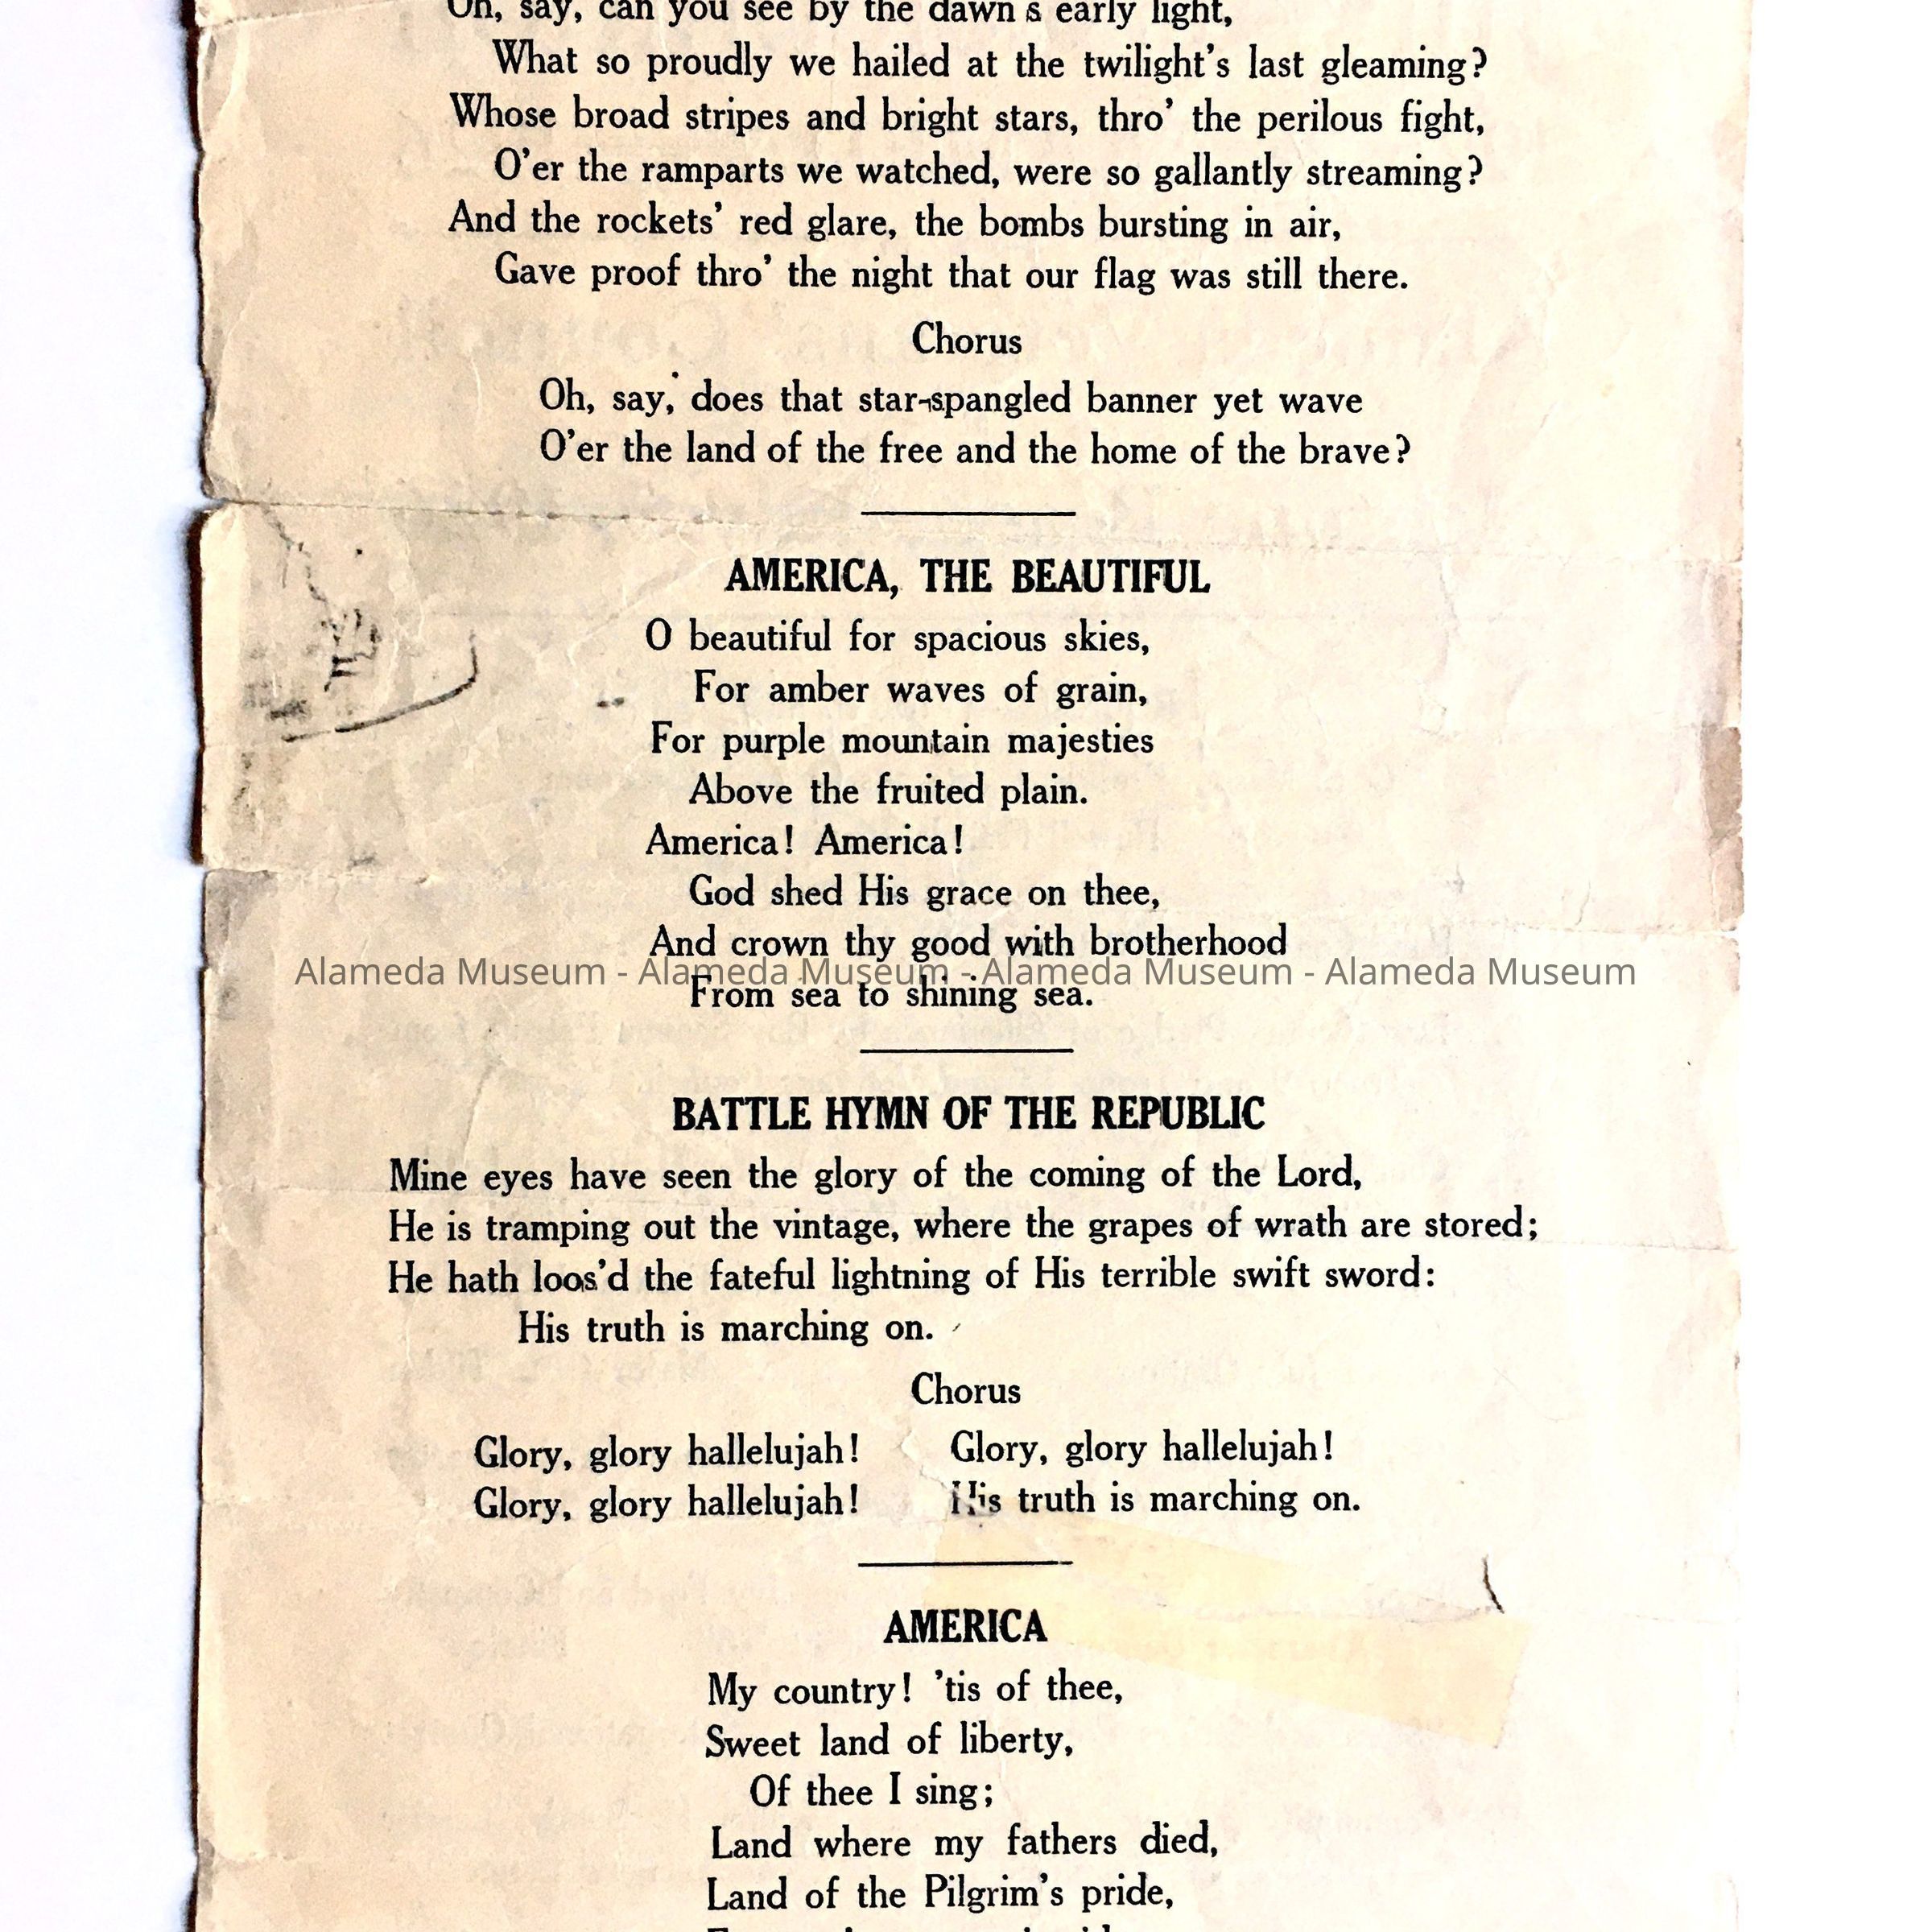 Oh, say, can you see by the dawn's early light,
What so proudly we hailed at the twilight's last gleaming?
Whose broad stripes and bright stars, thro' the perilous fight,
O'er the ramparts we watched, were so gallantly streaming?
And the rockets' red glare, the bombs bursting in air,
Gave proof thro' the night that our flag was still there.
Chorus
Oh, say, does that star-spangled banner yet wave
O'er the land of the free and the home of the brave?
AMERICA, THE BEAUTIFUL
O beautiful for spacious skies,
For amber waves of grain,
For purple mountain majesties
Above the fruited plain.
America! America!
God shed His grace on thee,
And crown thy good with brotherhood
Alameda Museum - Alameda Museum - Alameda Museum - Alameda Museum
From sea to shining sea.
BATTLE HYMN OF THE REPUBLIC
Mine eyes have seen the glory of the coming of the Lord,
He is tramping out the vintage, where the grapes of wrath are stored;
He hath loos'd the fateful lightning of His terrible swift sword:
His truth is marching on.
Chorus
Glory, glory hallelujah! Glory, glory hallelujah!
Glory, glory hallelujah! His truth is marching on.
AMERICA
My country! 'tis of thee,
Sweet land of liberty,
Of thee I sing;
Land where my fathers died,
Land of the Pilgrim's pride,